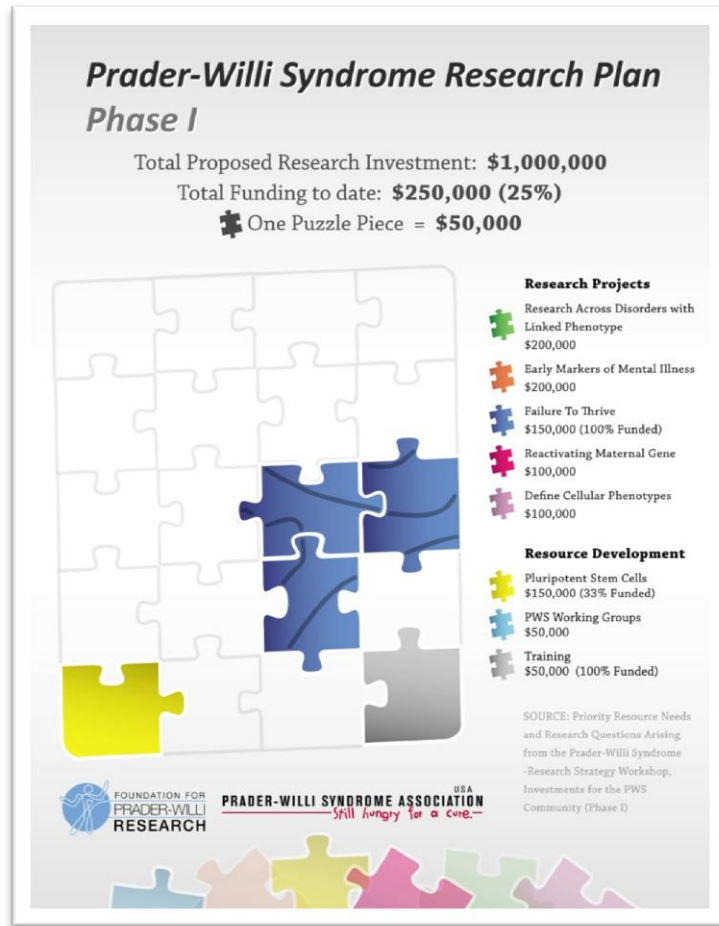 Prader-Willi Syndrome Research Plan
Phase I
Total Proposed Research Investment: $1,000,000
Total Funding to date: $250,000 (25%)
One Puzzle Piece = $50,000
Research Projects
Research Across Disorders with
Linked Phenotype
$200,000
Early Markers of Mental Illness
$200,000
Failure To Thrive
$150,000 (100% Funded)
Reactivating Maternal Gene
$100,000
Define Cellular Phenotypes
$100,000
Resource Development
Pluripotent Stem Cells
$150,000 (33% Funded)
PWS Working Groups
$50,000
Training
$50,000 (100% Funded)
SOURCE: Priority Resource Needs
and Research Questions Arising
from the Prader-Willi Syndrome
-Research Strategy Workshop,
Investments for the PWS
Community (Phase I)
FOUNDATION FOR
PRADER-WILLI
RESEARCH
USA
PRADER-WILLI SYNDROME ASSOCIATION
Still hungry for a cure.